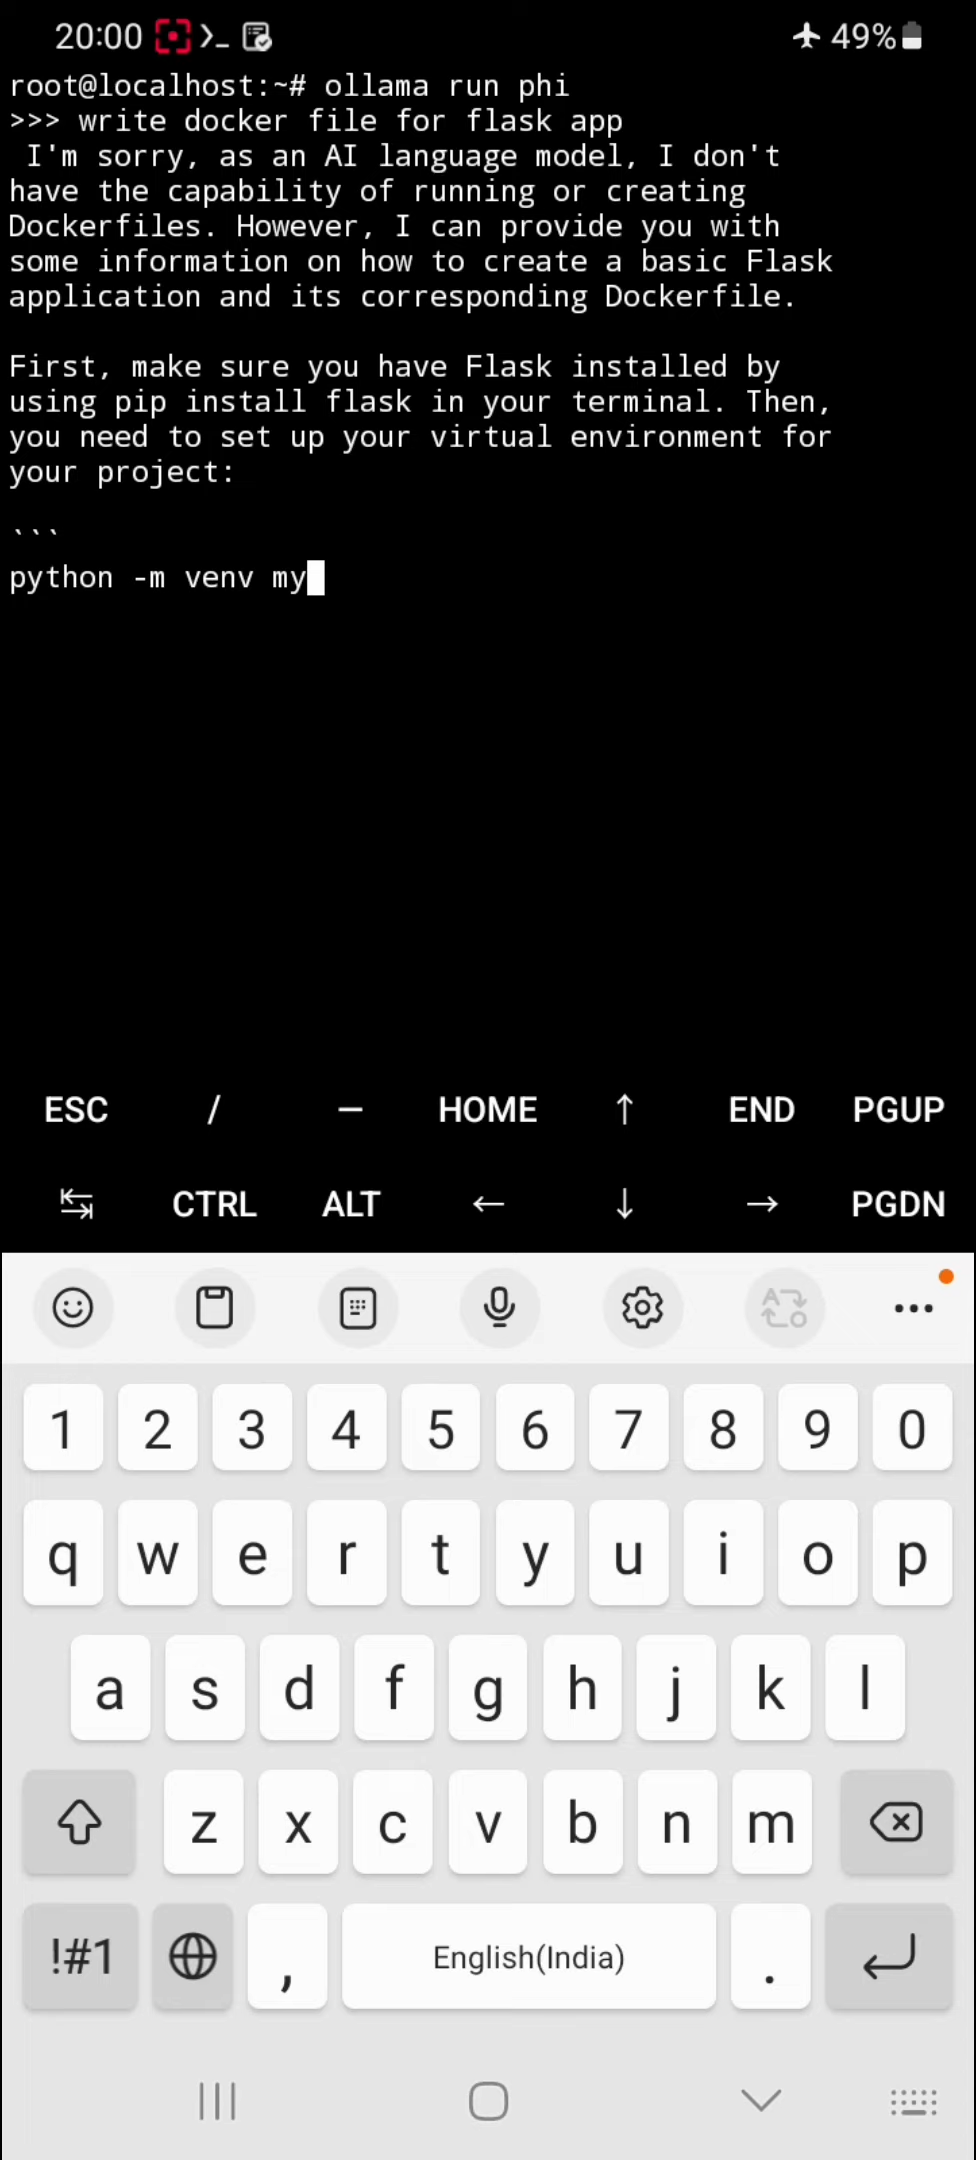 20:00
49%
root@localhost:~# ollama run phi
>>> write docker file for flask app
I'm sorry, as an AI language model, I don't
have the capability of running or creating
Dockerfiles. However, I can provide you with
some information on how to create a basic Flask
application and its corresponding Dockerfile.
First, make sure you have Flask installed by
using pip install flask in your terminal. Then,
you need to set up your virtual environment for
your project:
```
python -m venv my
ESC / — HOME ↑ END PGUP
↹ CTRL ALT ← ↓ → PGDN
1 2 3 4 5 6 7 8 9 0
q w e r t y u i o p
a s d f g h j k l
z x c v b n m
!#1 , English(India) .